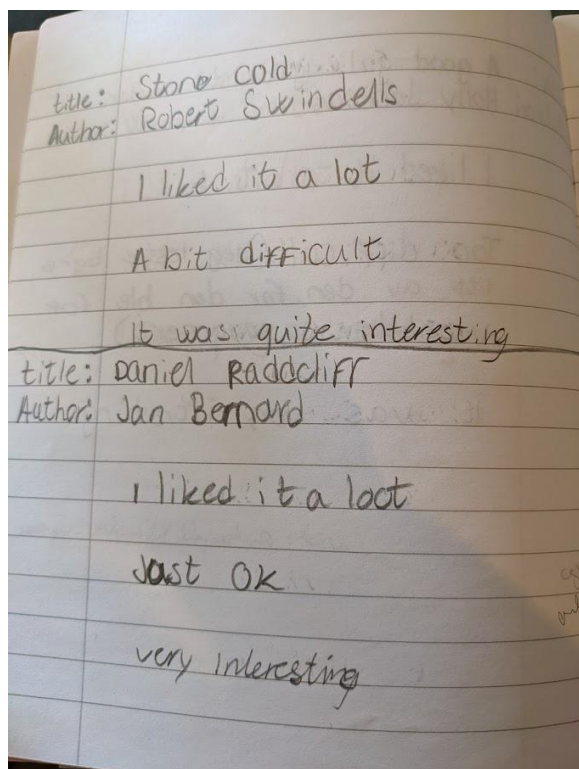 title: Stone cold
Author: Robert Swindells
I liked it a lot
A bit difficult
It was quite interesting
title: Daniel Raddcliff
Author: Jan Bernard
I liked it a loot
Jast OK
very interesting